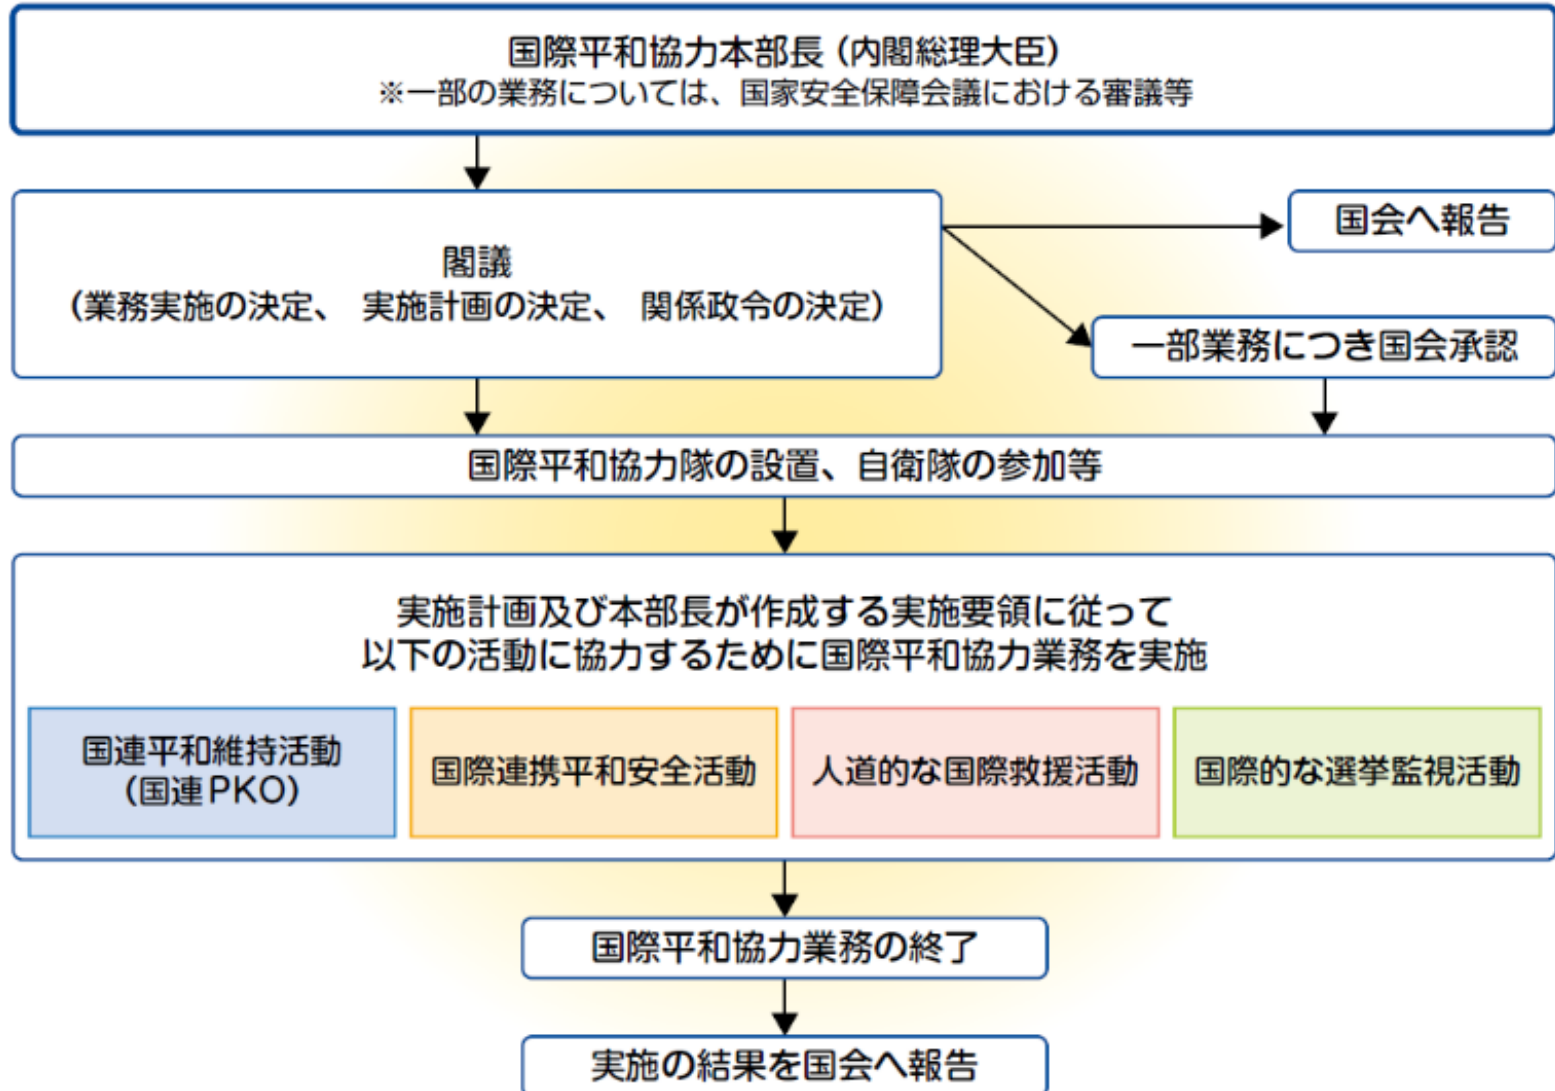 国際平和協力本部長（内閣総理大臣）
※一部の業務については、国家安全保障会議における審議等
閣議
（業務実施の決定、 実施計画の決定、 関係政令の決定）
国会へ報告
一部業務につき国会承認
国際平和協力隊の設置、自衛隊の参加等
実施計画及び本部長が作成する実施要領に従って
以下の活動に協力するために国際平和協力業務を実施
国連平和維持活動
（国連PKO）
国際連携平和安全活動
人道的な国際救援活動
国際的な選挙監視活動
国際平和協力業務の終了
実施の結果を国会へ報告